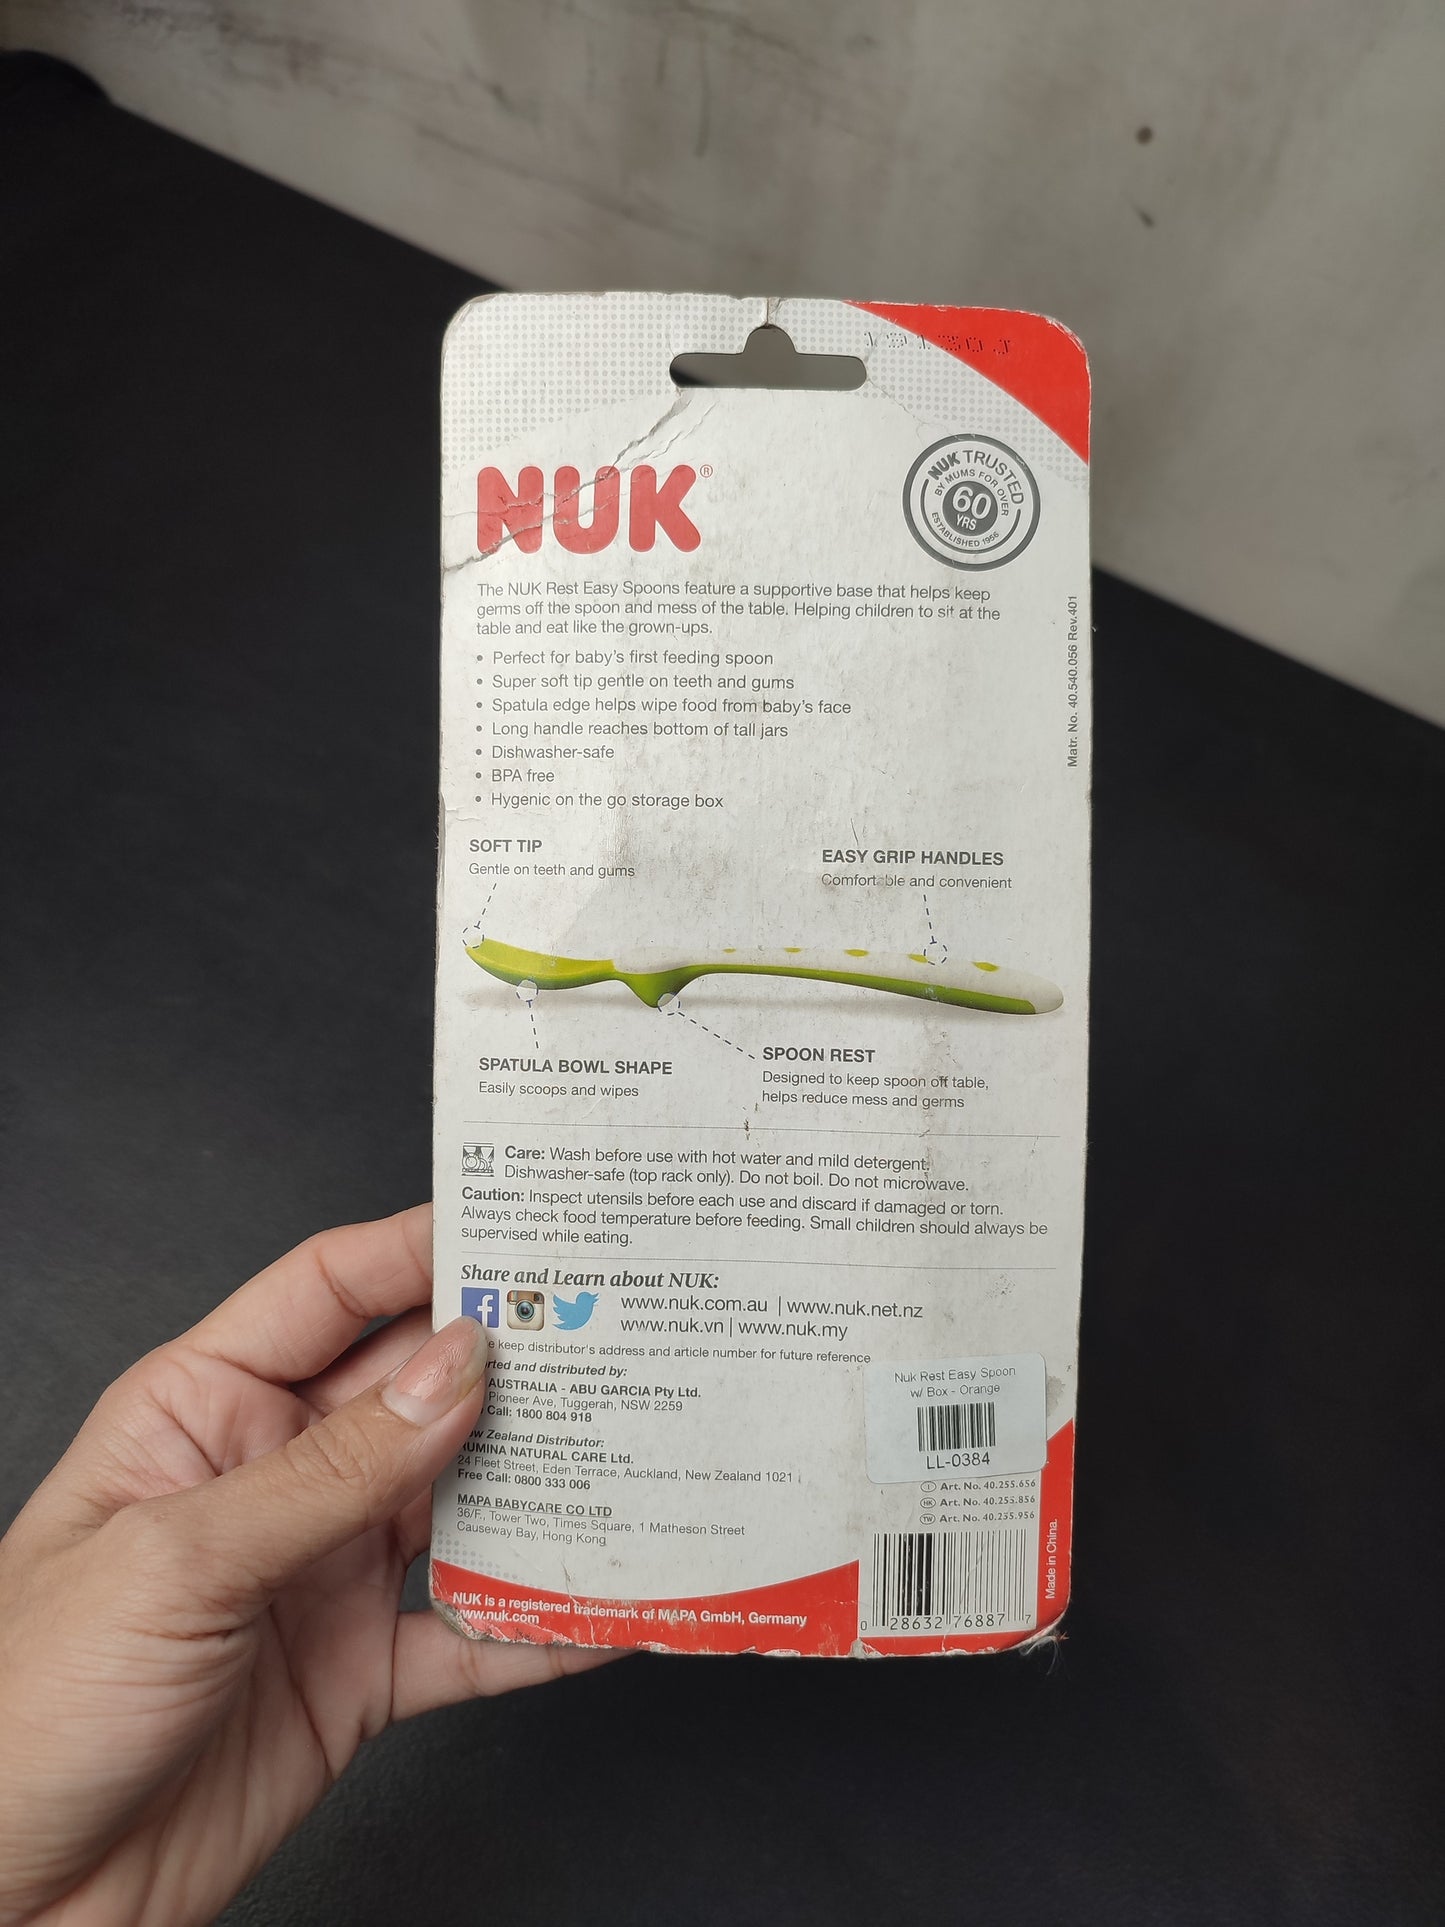 NUK®
NUK TRUSTED
BY MUMS FOR OVER
60
YRS
ESTABLISHED 1956
The NUK Rest Easy Spoons feature a supportive base that helps keep
germs off the spoon and mess of the table. Helping children to sit at the
table and eat like the grown-ups.
• Perfect for baby's first feeding spoon
• Super soft tip gentle on teeth and gums
• Spatula edge helps wipe food from baby's face
• Long handle reaches bottom of tall jars
• Dishwasher-safe
• BPA free
• Hygenic on the go storage box
Matr. No. 40.540.056 Rev.401
SOFT TIP
Gentle on teeth and gums
EASY GRIP HANDLES
Comfortable and convenient
SPATULA BOWL SHAPE
Easily scoops and wipes
SPOON REST
Designed to keep spoon off table,
helps reduce mess and germs
Care: Wash before use with hot water and mild detergent.
Dishwasher-safe (top rack only). Do not boil. Do not microwave.
Caution: Inspect utensils before each use and discard if damaged or torn.
Always check food temperature before feeding. Small children should always be
supervised while eating.
Share and Learn about NUK:
www.nuk.com.au | www.nuk.net.nz
www.nuk.vn | www.nuk.my
keep distributor's address and article number for future reference
and distributed by:
AUSTRALIA - ABU GARCIA Pty Ltd.
Pioneer Ave, Tuggerah, NSW 2259
Call: 1800 804 918
Zealand Distributor:
NATURAL CARE Ltd.
24 Fleet Street, Eden Terrace, Auckland, New Zealand 1021
Free Call: 0800 333 006
MAPA BABYCARE CO LTD
36/F., Tower Two, Times Square, 1 Matheson Street
Causeway Bay, Hong Kong
Nuk Rest Easy Spoon
w/ Box - Orange
LL-0384
Art. No. 40.255.656
HK Art. No. 40.255.856
TW Art. No. 40.255.956
Made in China.
0 28632 76887 7
NUK is a registered trademark of MAPA GmbH, Germany
www.nuk.com